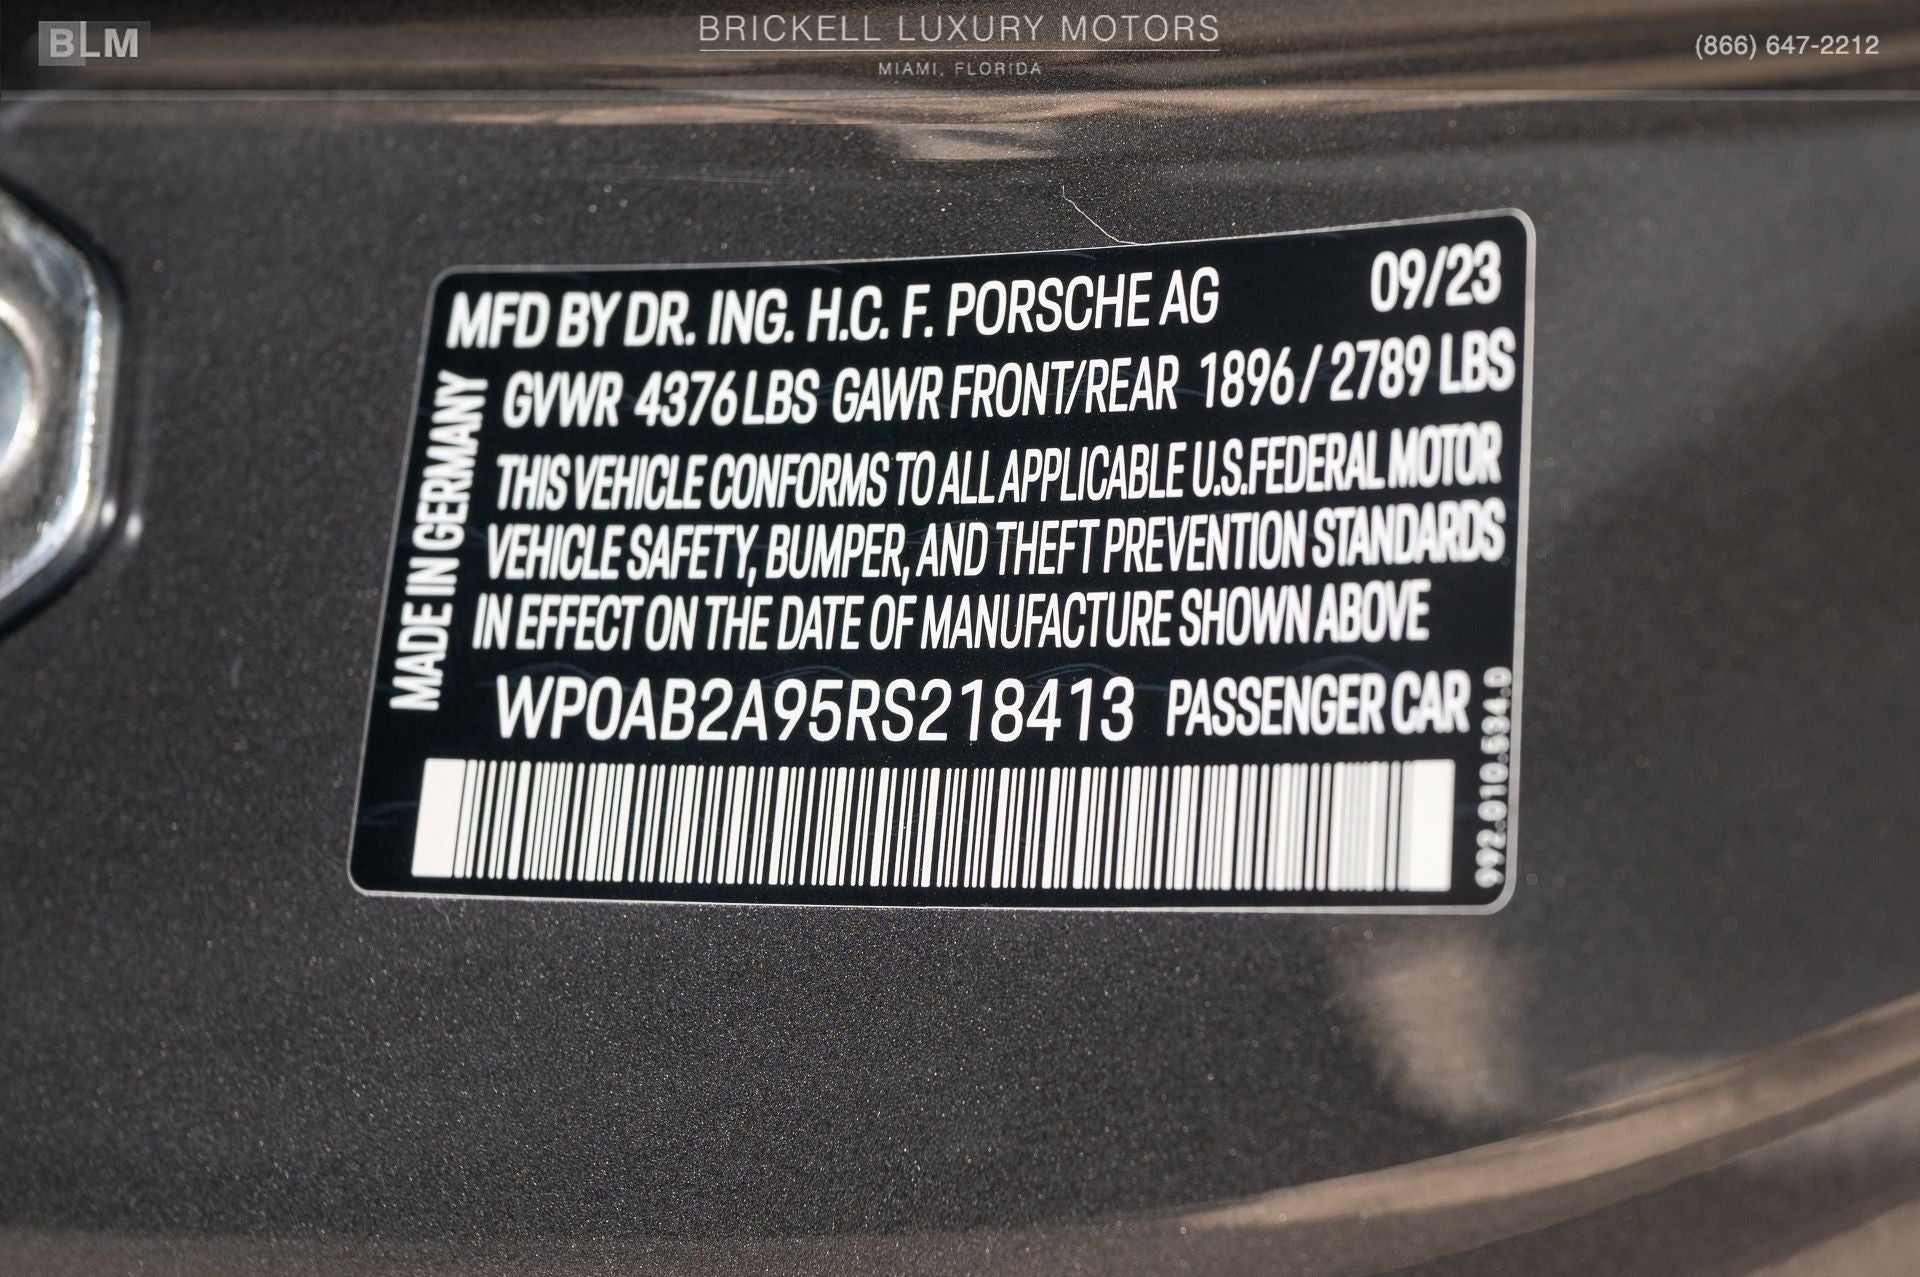 BLM
BRICKELL LUXURY MOTORS
MIAMI, FLORIDA
(866) 647-2212
MFD BY DR. ING. H.C. F. PORSCHE AG 09/23
GVWR 4376 LBS GAWR FRONT/REAR 1896 / 2789 LBS
THIS VEHICLE CONFORMS TO ALL APPLICABLE U.S.FEDERAL MOTOR
VEHICLE SAFETY, BUMPER, AND THEFT PREVENTION STANDARDS
IN EFFECT ON THE DATE OF MANUFACTURE SHOWN ABOVE
WP0AB2A95RS218413 PASSENGER CAR
MADE IN GERMANY
992.010.534.D